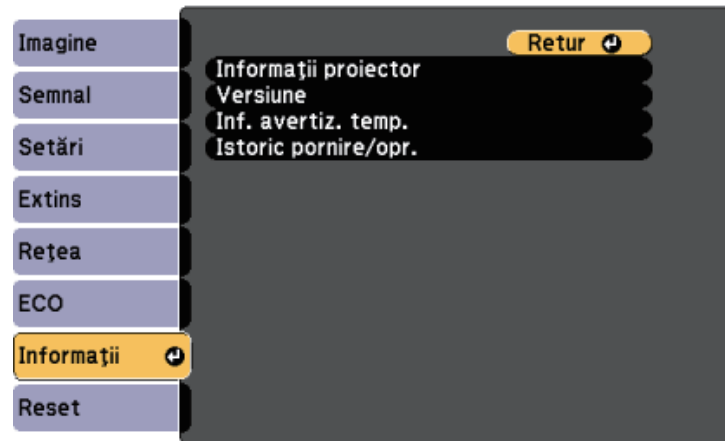 Imagine
Semnal
Setări
Extins
Reţea
ECO
Informaţii
Reset
Retur
Informaţii proiector
Versiune
Inf. avertiz. temp.
Istoric pornire/opr.